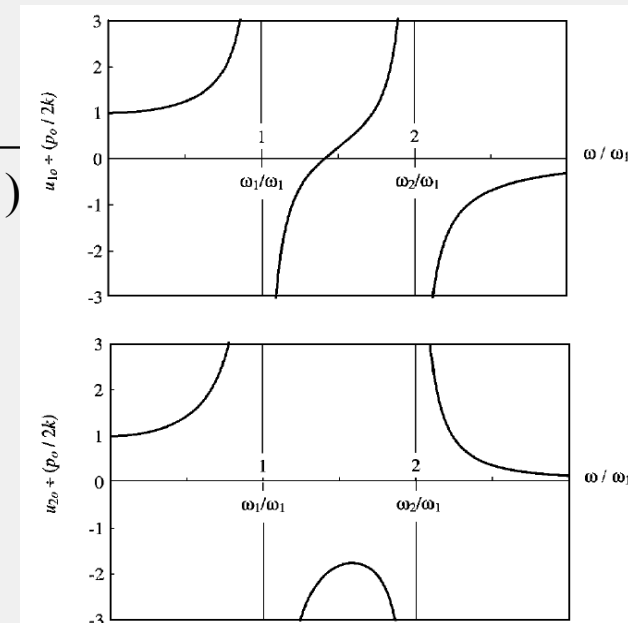 3
2
1
0
-1
-2
-3
u₁ₒ ÷ (pₒ / 2k)
1
2
ω₁/ω₁
ω₂/ω₁
ω / ω₁
)
3
2
1
0
-1
-2
-3
u₂ₒ ÷ (pₒ / 2k)
1
2
ω₁/ω₁
ω₂/ω₁
ω / ω₁